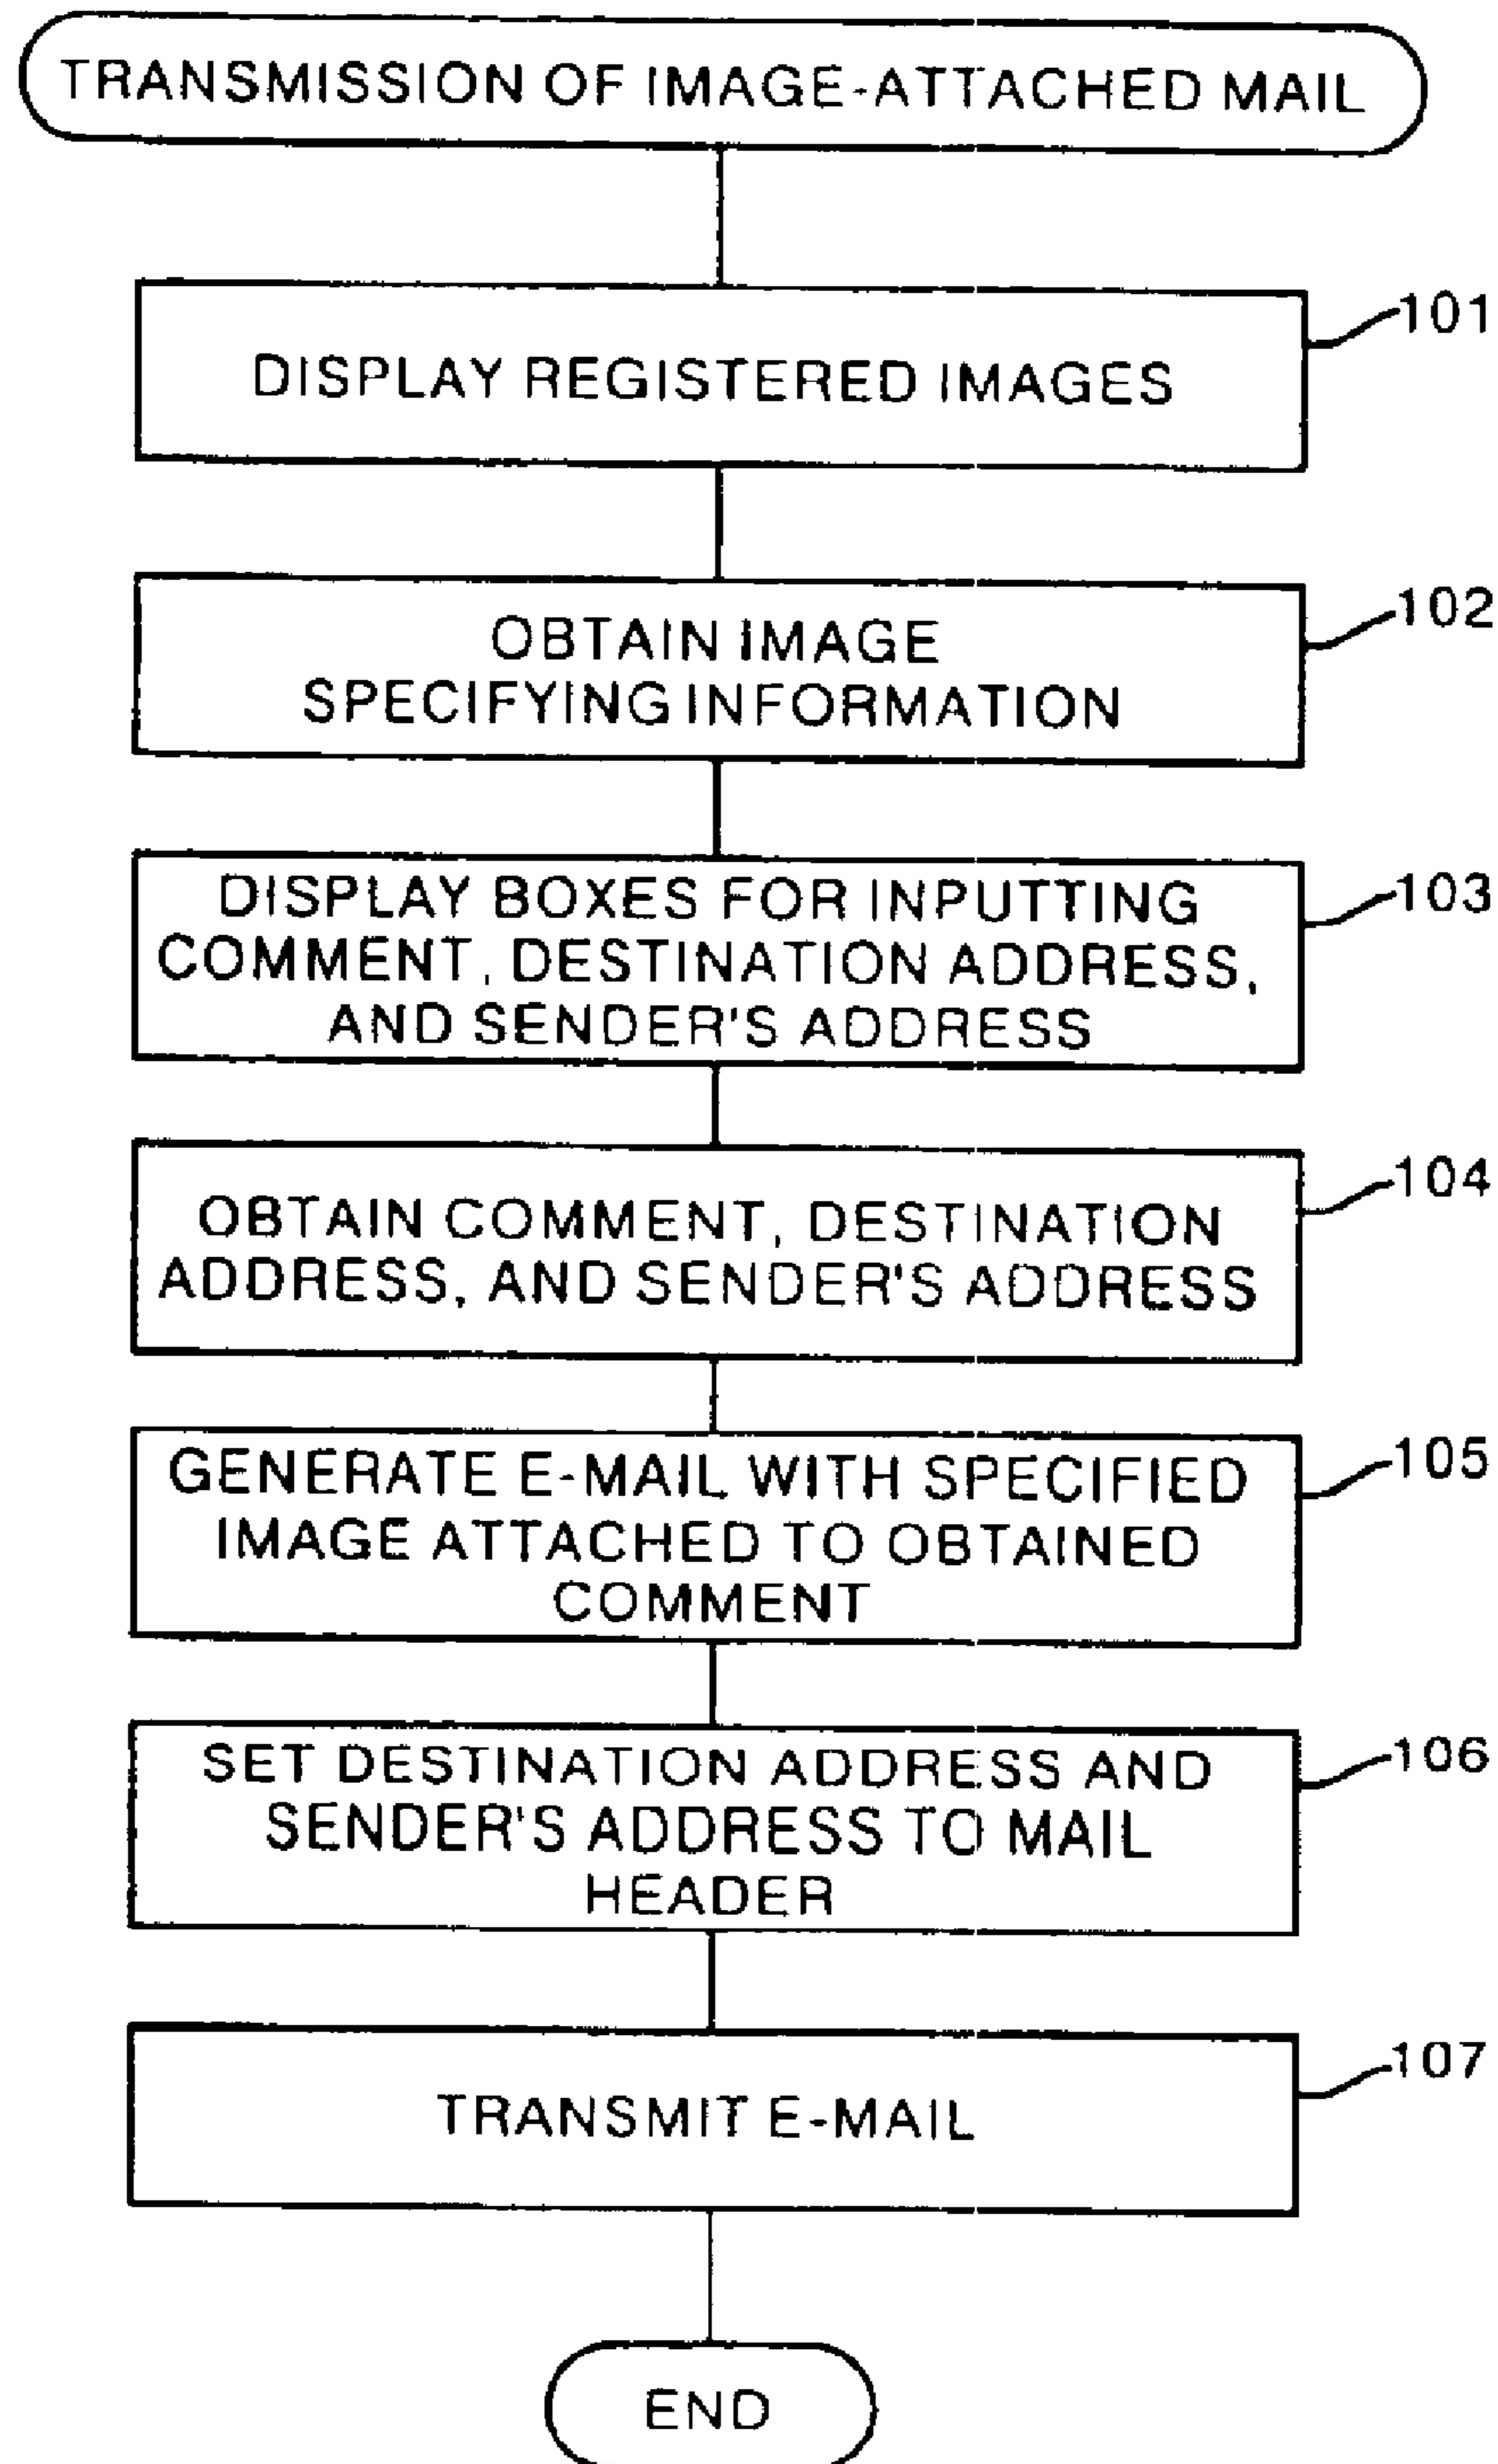 TRANSMISSION OF IMAGE-ATTACHED MAIL
101
DISPLAY REGISTERED IMAGES
102
OBTAIN IMAGE
SPECIFYING INFORMATION
103
DISPLAY BOXES FOR INPUTTING
COMMENT, DESTINATION ADDRESS,
AND SENDER'S ADDRESS
104
OBTAIN COMMENT, DESTINATION
ADDRESS, AND SENDER'S ADDRESS
105
GENERATE E-MAIL WITH SPECIFIED
IMAGE ATTACHED TO OBTAINED
COMMENT
106
SET DESTINATION ADDRESS AND
SENDER'S ADDRESS TO MAIL
HEADER
107
TRANSMIT E-MAIL
END